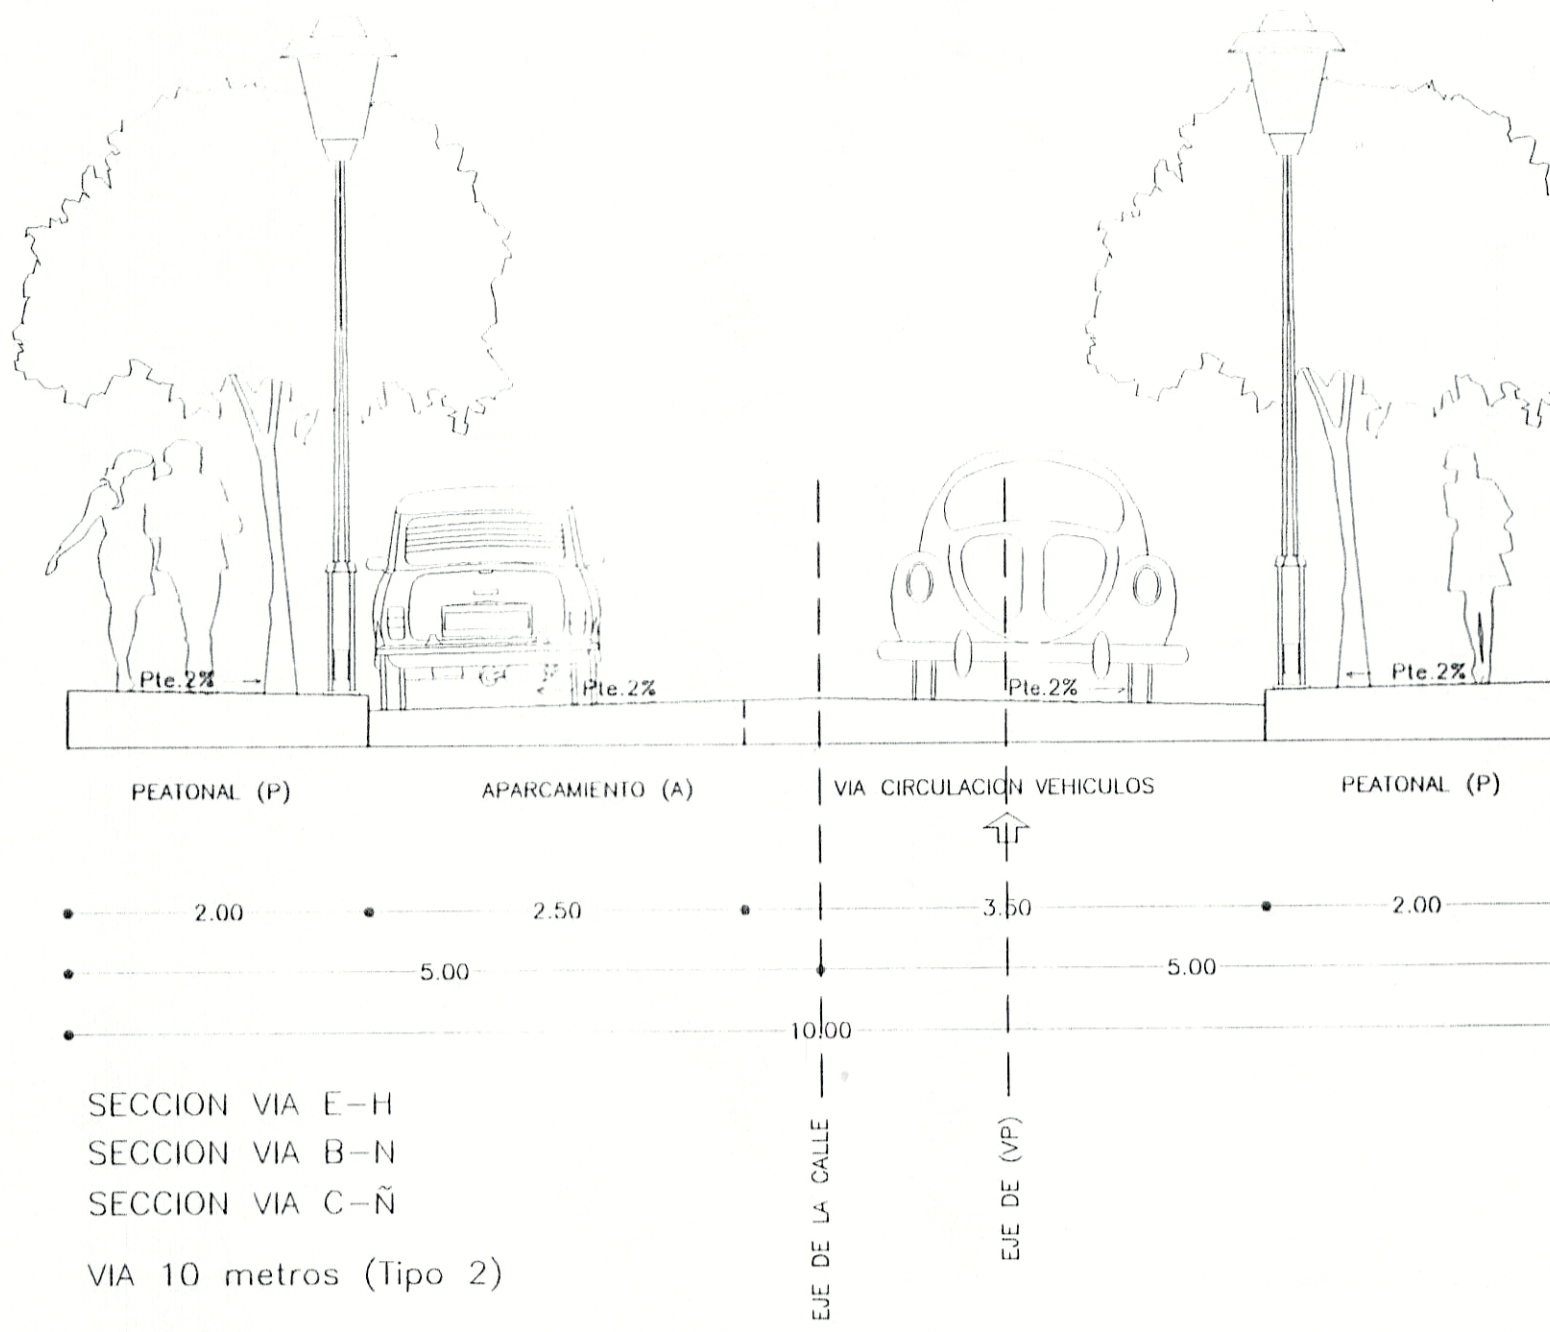 Pte.2% Pte.2% Pte.2% Pte.2%
PEATONAL (P) APARCAMIENTO (A) VIA CIRCULACION VEHICULOS PEATONAL (P)
2.00 2.50 3.50 2.00
5.00 5.00
10.00
SECCION VIA E-H
SECCION VIA B-N
SECCION VIA C-Ñ
VIA 10 metros (Tipo 2)
EJE DE LA CALLE
EJE DE (VP)